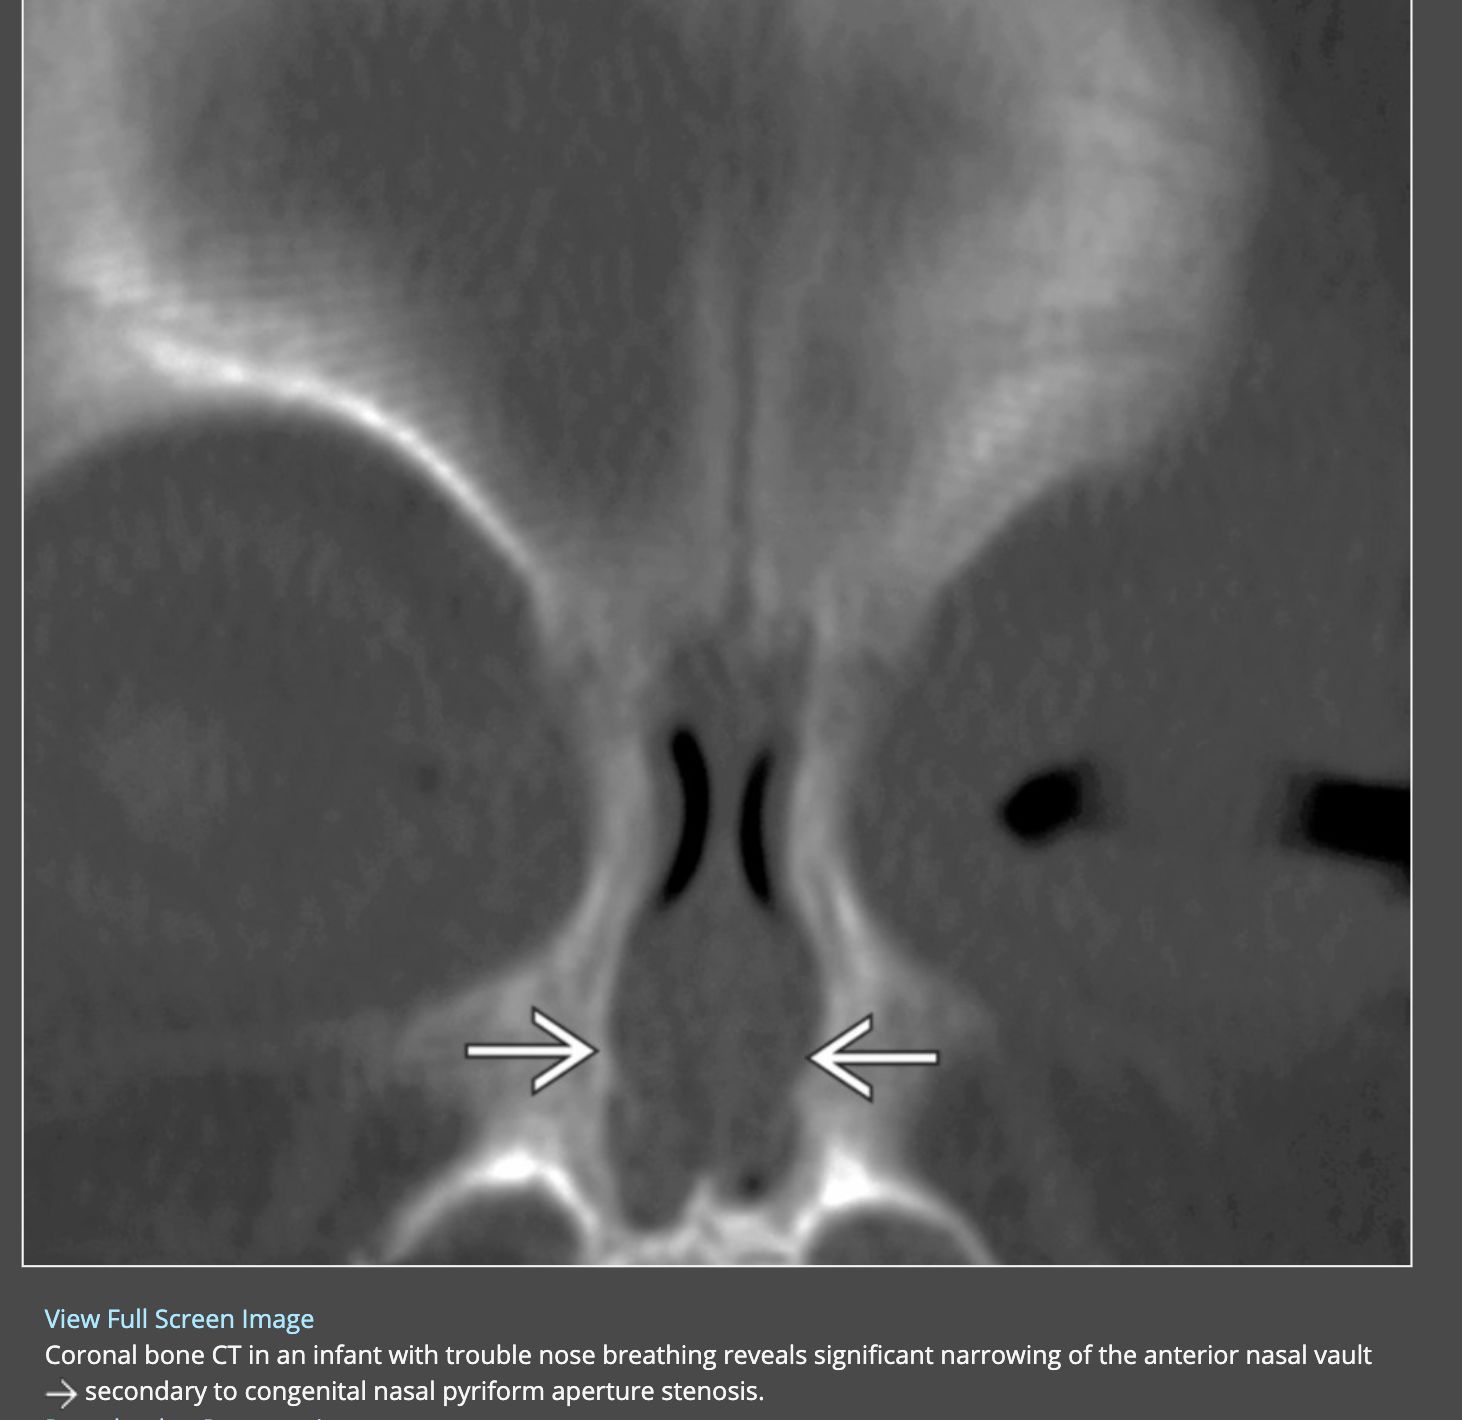 View Full Screen Image
Coronal bone CT in an infant with trouble nose breathing reveals significant narrowing of the anterior nasal vault
→ secondary to congenital nasal pyriform aperture stenosis.